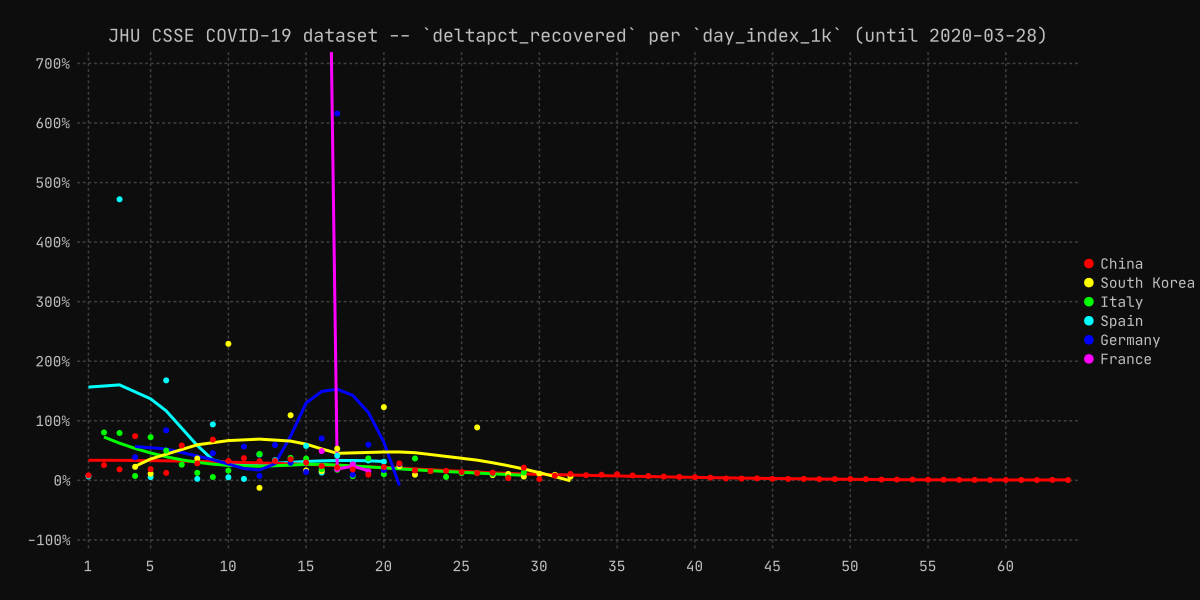 JHU CSSE COVID-19 dataset -- `deltapct_recovered` per `day_index_1k` (until 2020-03-28)
700%
600%
500%
400%
300%
200%
100%
0%
-100%
1 5 10 15 20 25 30 35 40 45 50 55 60
China
South Korea
Italy
Spain
Germany
France